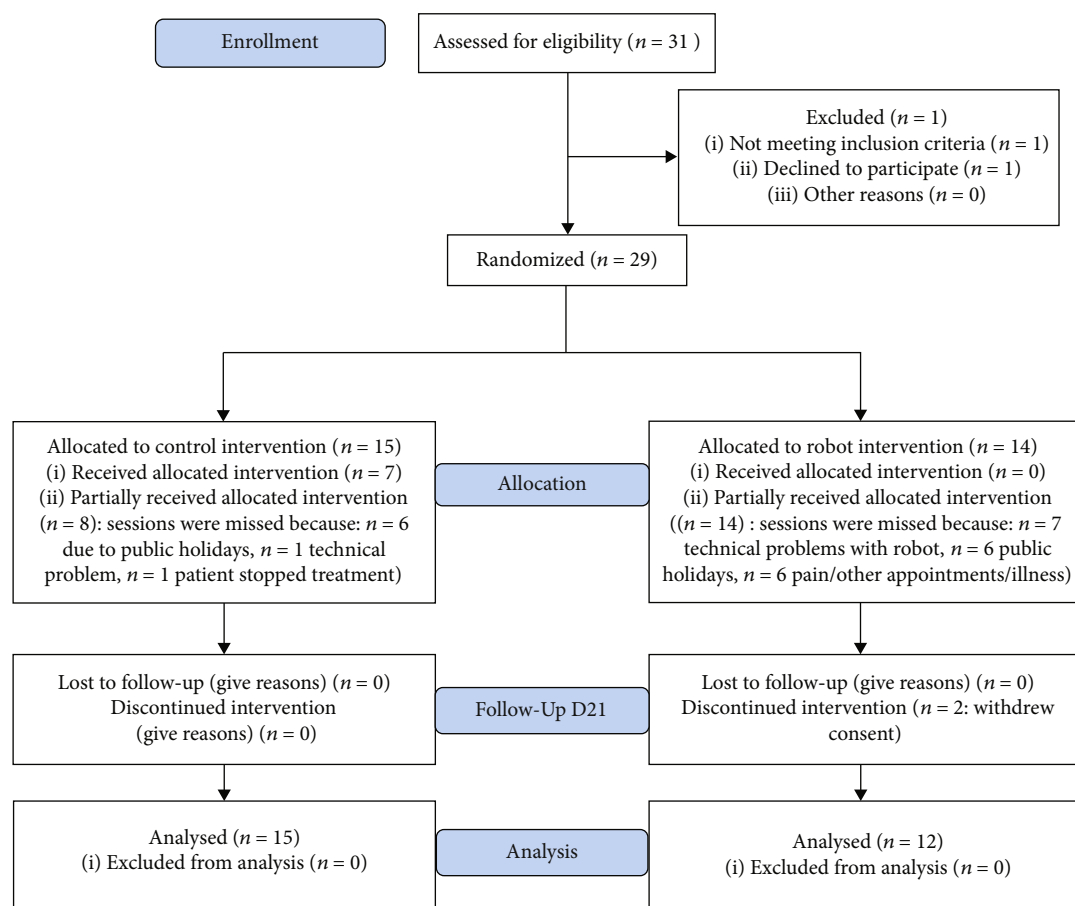 Enrollment
Assessed for eligibility (n = 31 )
Excluded (n = 1)
(i) Not meeting inclusion criteria (n = 1)
(ii) Declined to participate (n = 1)
(iii) Other reasons (n = 0)
Randomized (n = 29)
Allocated to control intervention (n = 15)
(i) Received allocated intervention (n = 7)
(ii) Partially received allocated intervention
(n = 8): sessions were missed because: n = 6
due to public holidays, n = 1 technical
problem, n = 1 patient stopped treatment)
Allocation
Allocated to robot intervention (n = 14)
(i) Received allocated intervention (n = 0)
(ii) Partially received allocated intervention
((n = 14) : sessions were missed because: n = 7
technical problems with robot, n = 6 public
holidays, n = 6 pain/other appointments/illness)
Lost to follow-up (give reasons) (n = 0)
Discontinued intervention
(give reasons) (n = 0)
Follow-Up D21
Lost to follow-up (give reasons) (n = 0)
Discontinued intervention (n = 2: withdrew
consent)
Analysed (n = 15)
(i) Excluded from analysis (n = 0)
Analysis
Analysed (n = 12)
(i) Excluded from analysis (n = 0)